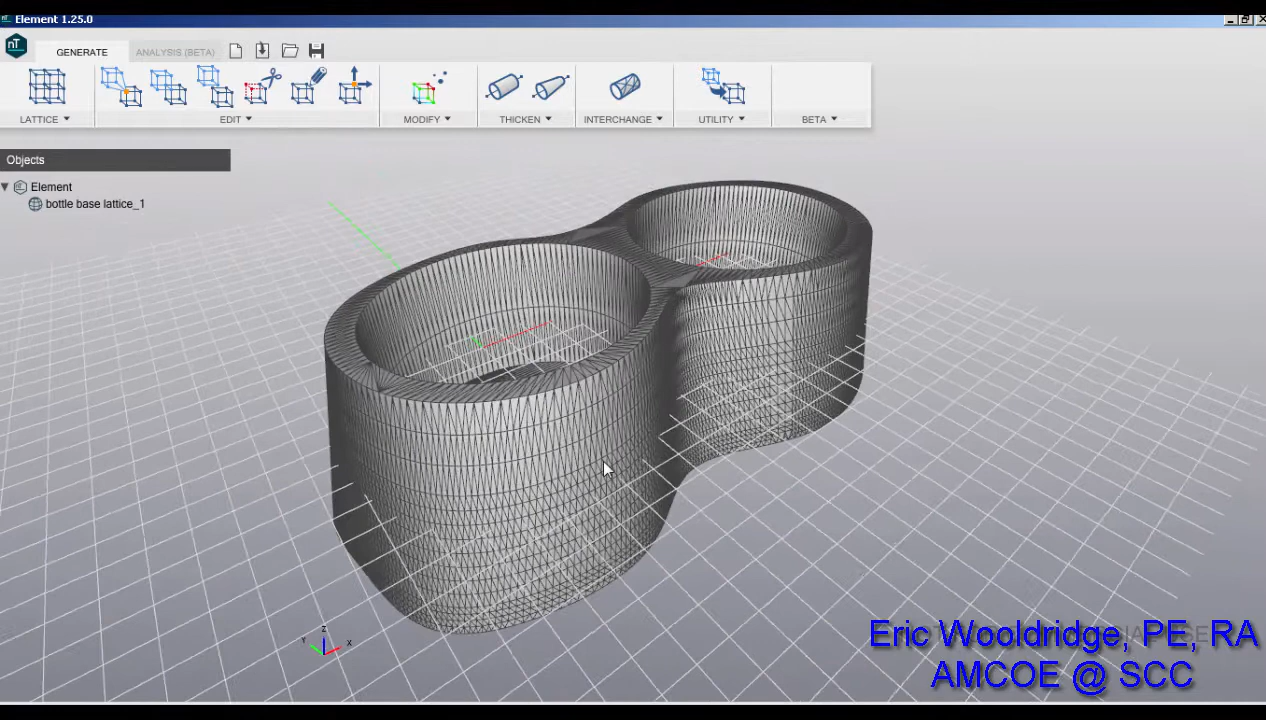 Element 1.25.0
nT
GENERATE
ANALYSIS (BETA)
LATTICE
EDIT
MODIFY
THICKEN
INTERCHANGE
UTILITY
BETA
Objects
Element
bottle base lattice_1
Z
Y
X
Eric Wooldridge, PE, RA
AMCOE @ SCC